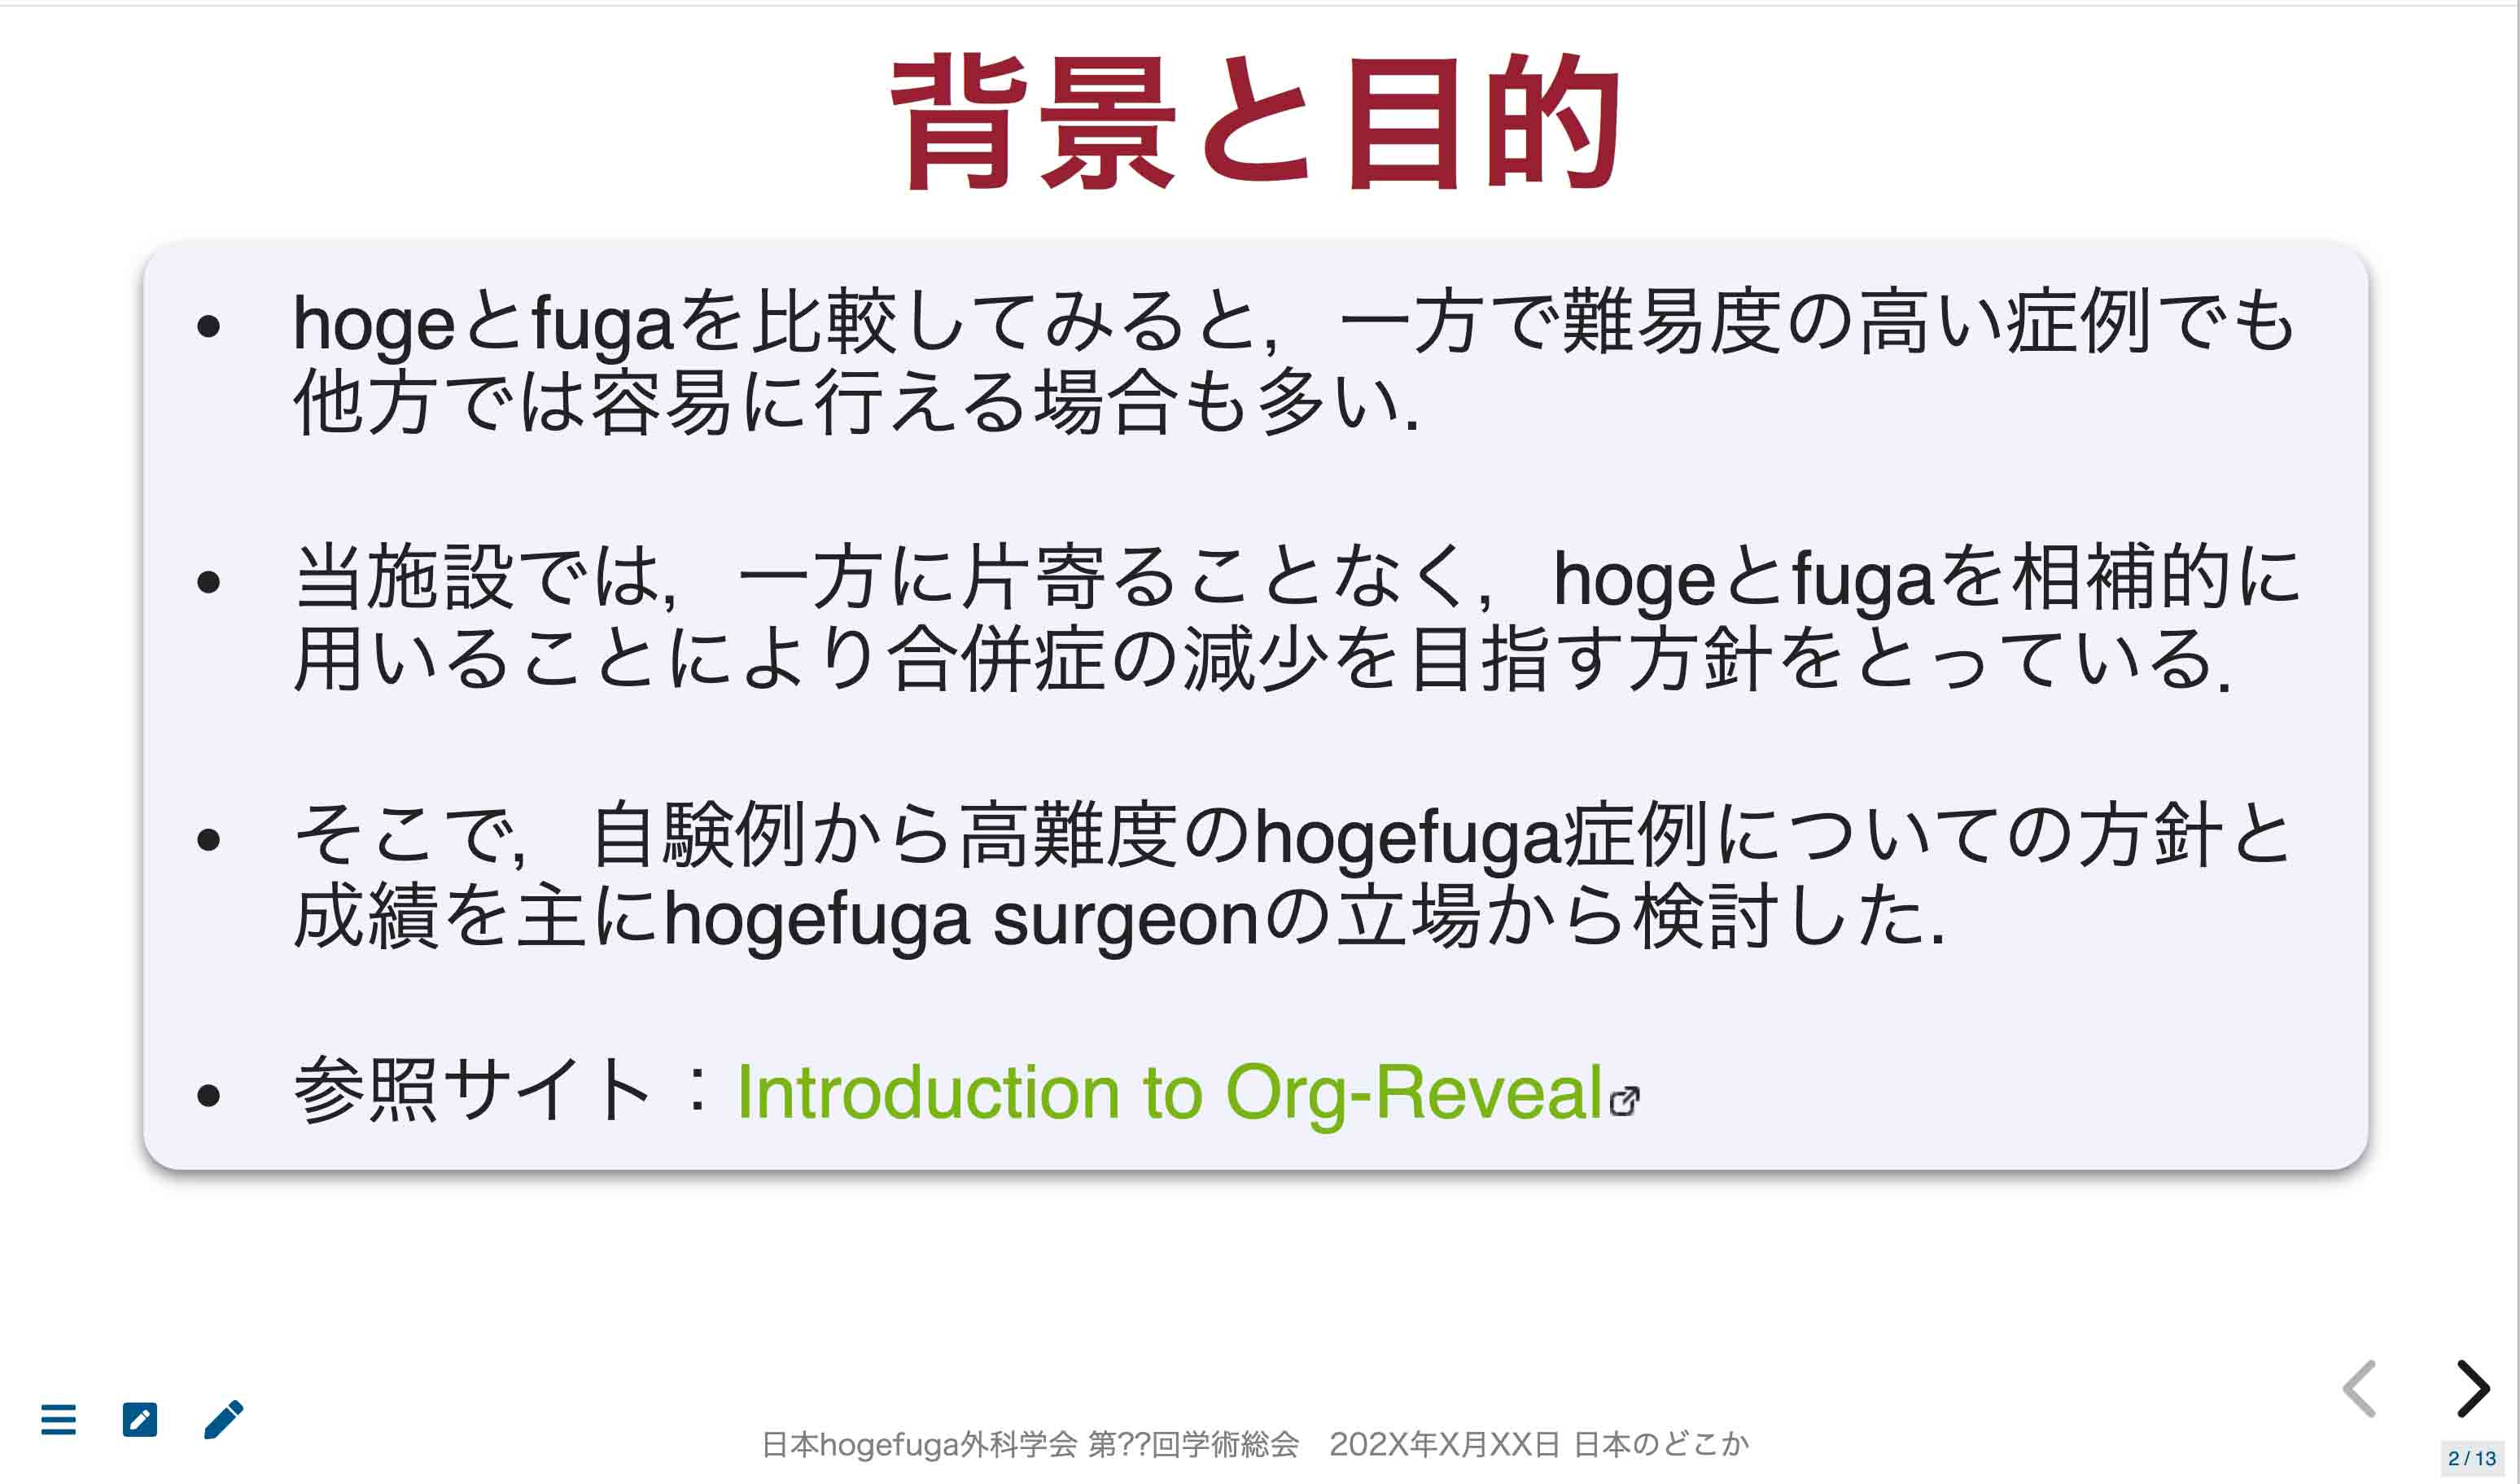 背景と目的
• hogeとfugaを比較してみると，一方で難易度の高い症例でも
他方では容易に行える場合も多い．
• 当施設では，一方に片寄ることなく，hogeとfugaを相補的に
用いることにより合併症の減少を目指す方針をとっている．
• そこで，自験例から高難度のhogefuga症例についての方針と
成績を主にhogefuga surgeonの立場から検討した．
• 参照サイト：Introduction to Org-Reveal
日本hogefuga外科学会 第??回学術総会　202X年X月XX日 日本のどこか
2 / 13